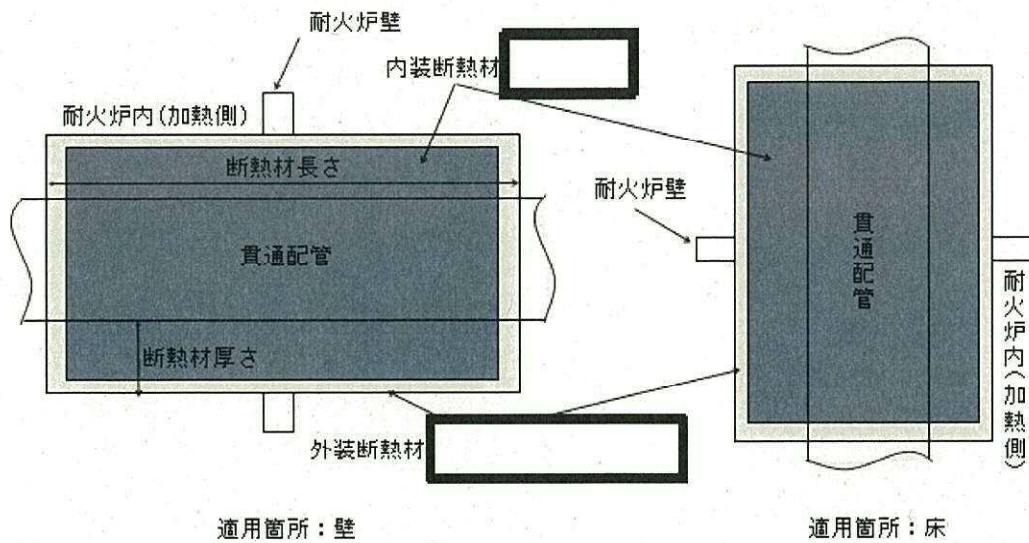 耐火炉壁
内装断熱材
耐火炉内(加熱側)
断熱材長さ
貫通配管
断熱材厚さ
外装断熱材
適用箇所:壁
耐火炉壁
貫通配管
耐火炉内(加熱側)
適用箇所:床